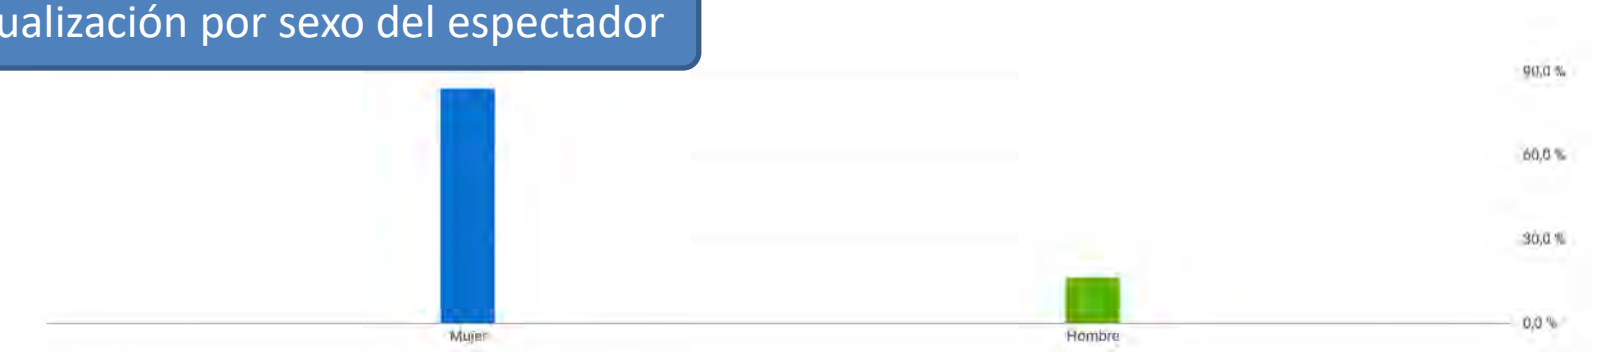 ualización por sexo del espectador
90,0 %
60,0 %
30,0 %
0,0 %
Mujer
Hombre